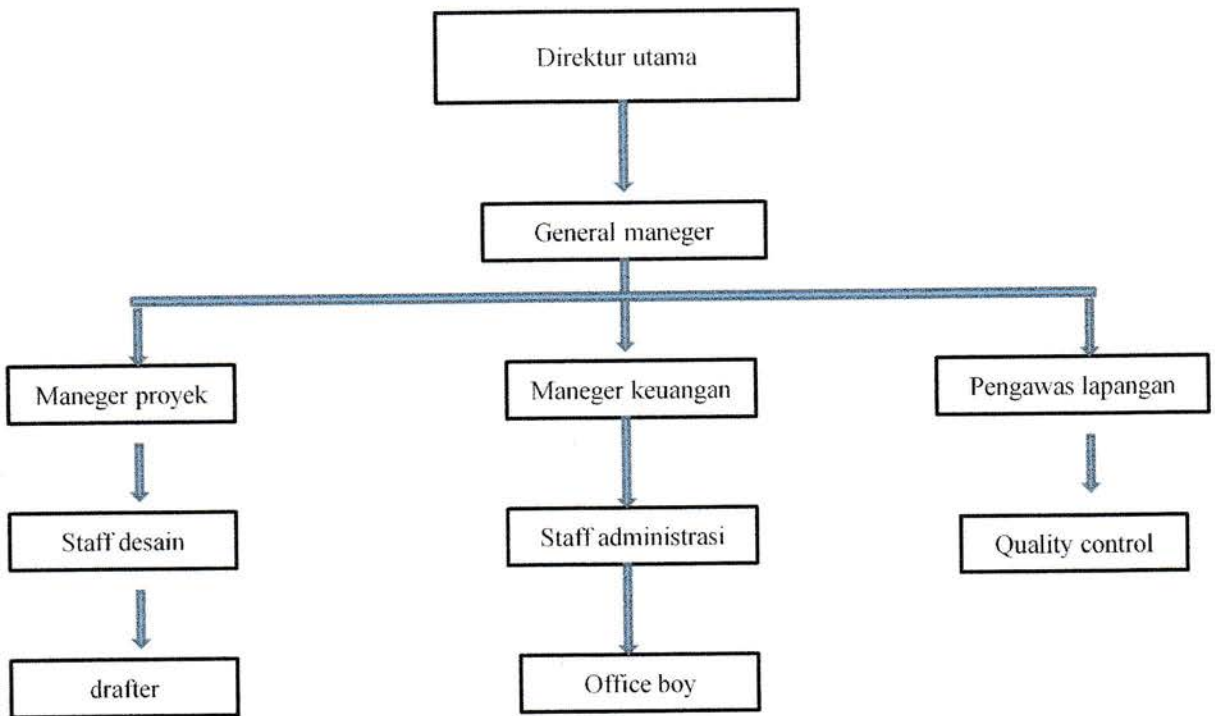 Direktur utama
General maneger
Maneger proyek
Maneger keuangan
Pengawas lapangan
Staff desain
Staff administrasi
Quality control
drafter
Office boy